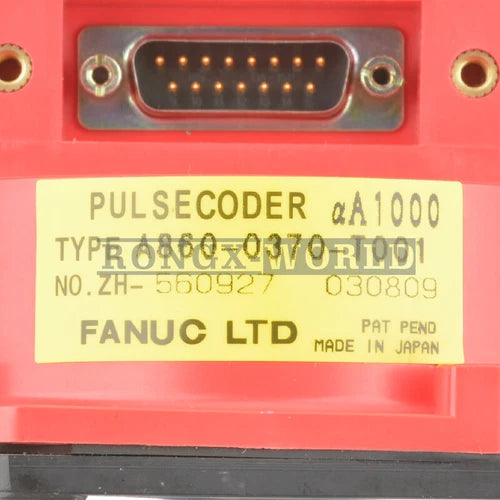 PULSECODER αA1000
TYPE A860-0370-T001
RONGX-WORLD
NO.ZH-560927 030809
FANUC LTD PAT PEND
MADE IN JAPAN